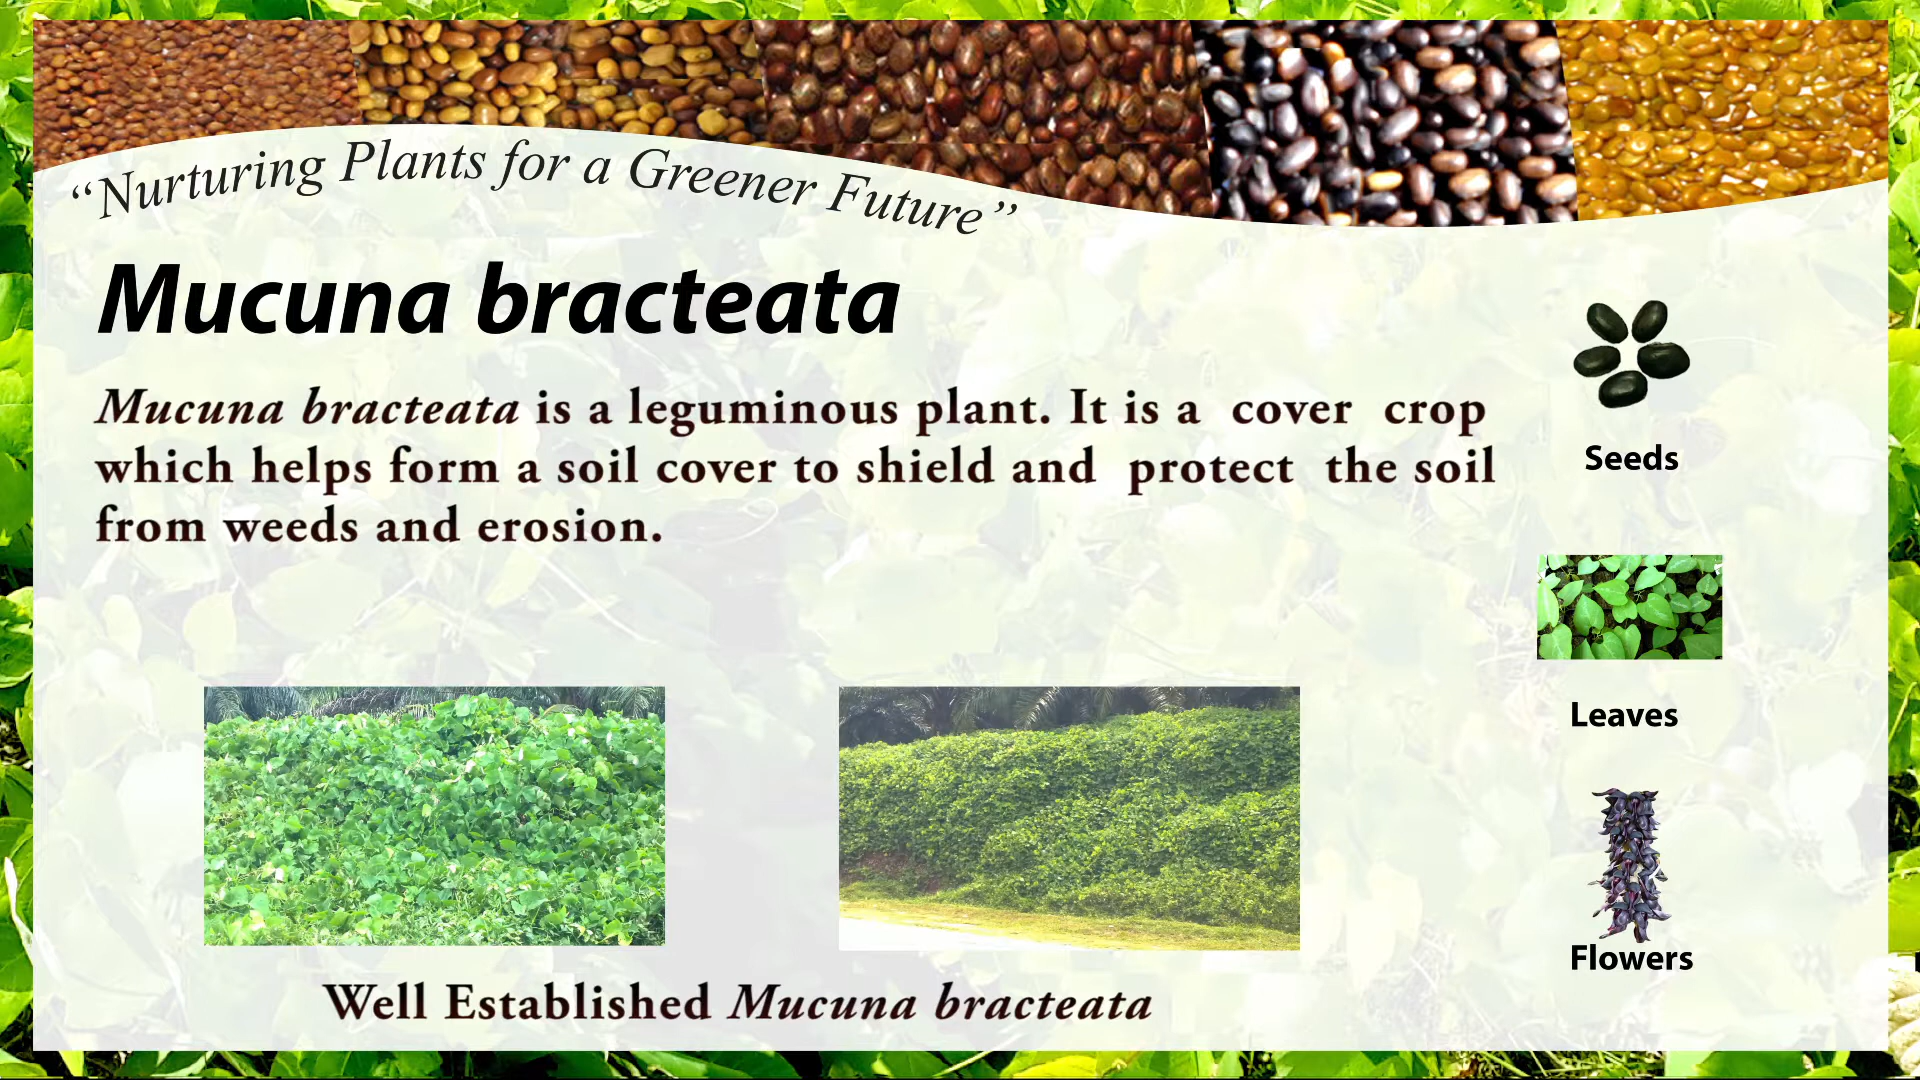 “Nurturing Plants for a Greener Future”
Mucuna bracteata
Mucuna bracteata is a leguminous plant. It is a cover crop
which helps form a soil cover to shield and protect the soil
from weeds and erosion.
Seeds
Leaves
Flowers
Well Established Mucuna bracteata